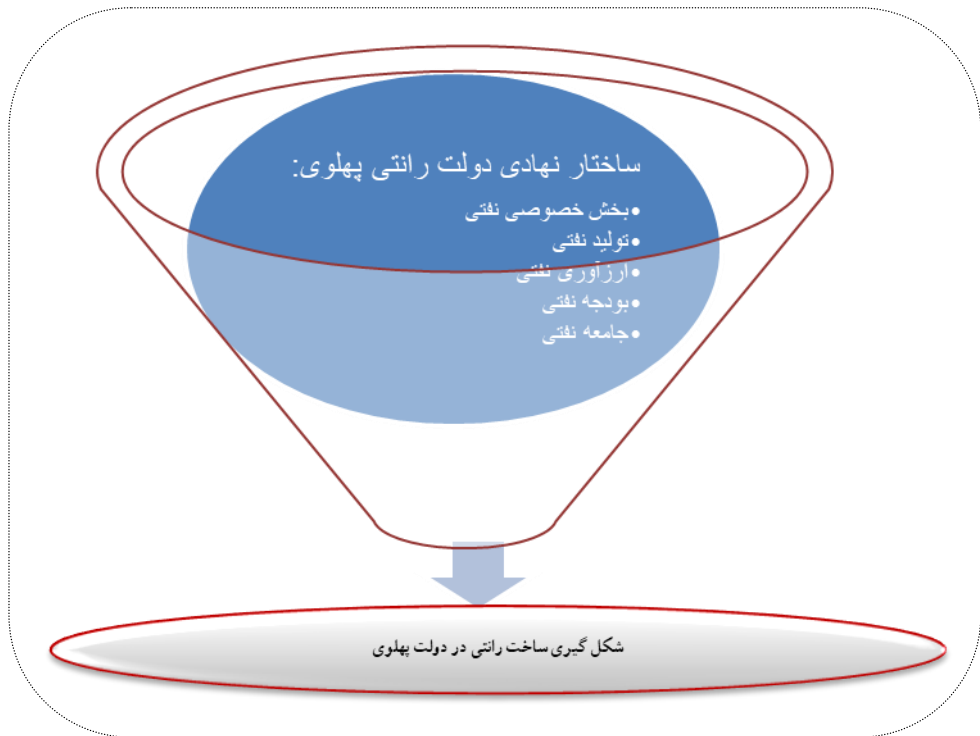 ساختار نهادی دولت رانتی پهلوی:
•بخش خصوصی نفتی
•تولید نفتی
•ارزآوری نفتی
•بودجه نفتی
•جامعه نفتی
شکل گیری ساخت رانتی در دولت پهلوی